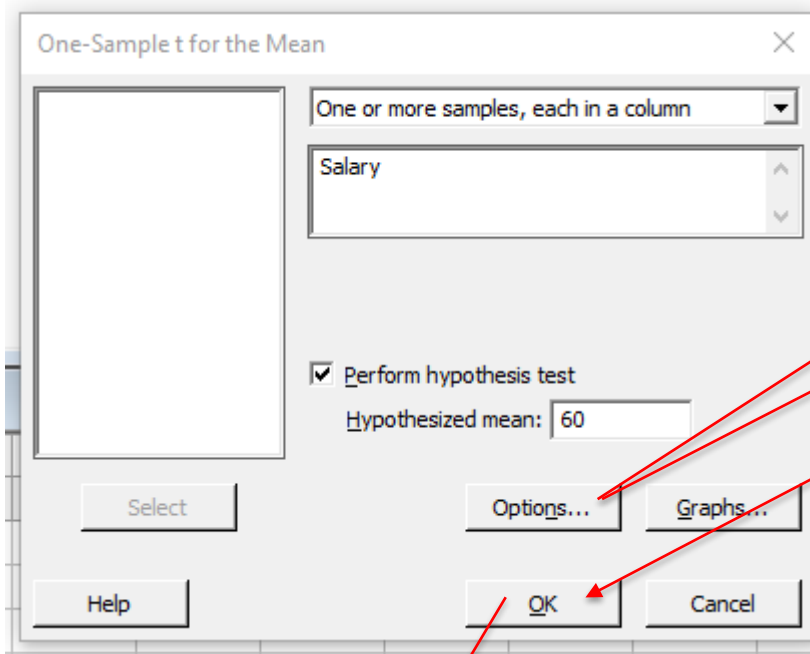 One-Sample t for the Mean
One or more samples, each in a column
Salary
Perform hypothesis test
Hypothesized mean: 60
Select
Options...
Graphs...
Help
OK
Cancel